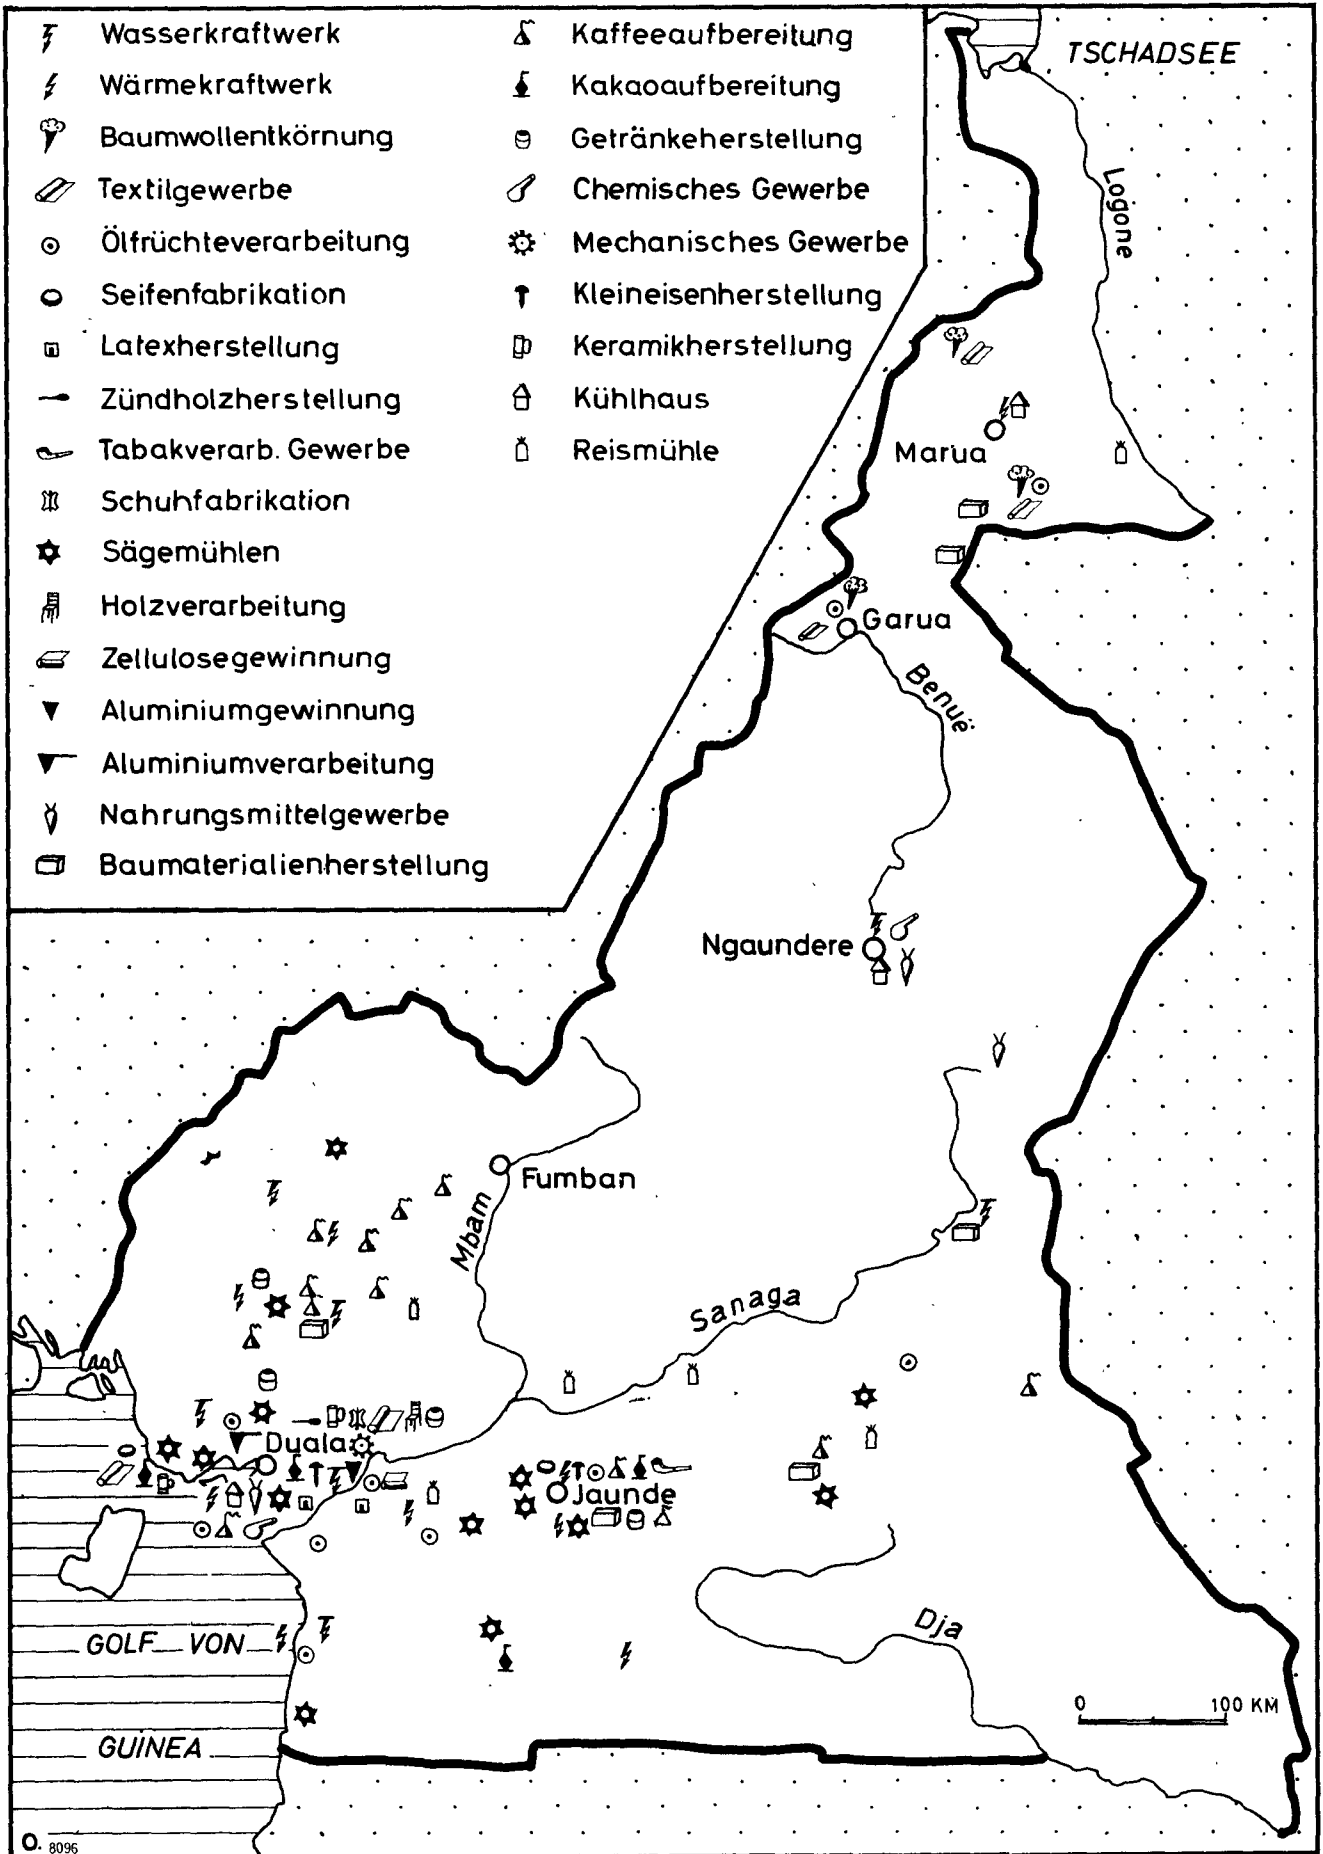 Wasserkraftwerk
Wärmekraftwerk
Baumwollentkörnung
Textilgewerbe
Ölfrüchteverarbeitung
Seifenfabrikation
Latexherstellung
Zündholzherstellung
Tabakverarb. Gewerbe
Schuhfabrikation
Sägemühlen
Holzverarbeitung
Zellulosegewinnung
Aluminiumgewinnung
Aluminiumverarbeitung
Nahrungsmittelgewerbe
Baumaterialienherstellung
Kaffeeaufbereitung
Kakaoaufbereitung
Getränkeherstellung
Chemisches Gewerbe
Mechanisches Gewerbe
Kleineisenherstellung
Keramikherstellung
Kühlhaus
Reismühle
TSCHADSEE
Logone
Marua
Garua
Benuë
Ngaundere
Fumban
Mbam
Sanaga
Duala
Jaunde
Dja
GOLF VON
GUINEA
0 100 KM
O. 8096